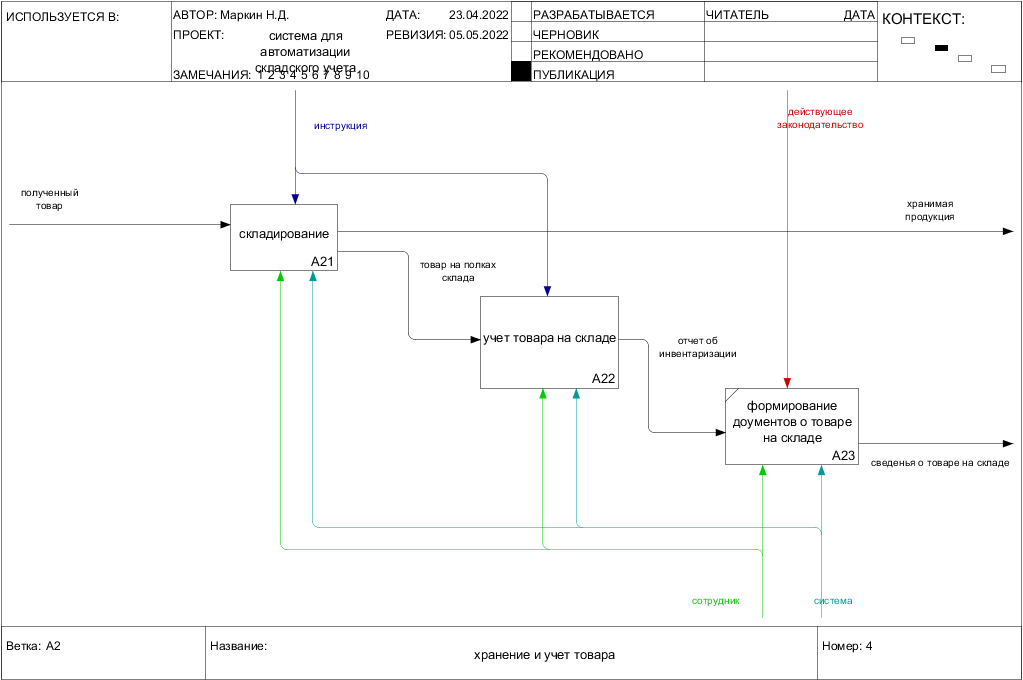 ИСПОЛЬЗУЕТСЯ В:
АВТОР: Маркин Н.Д.
ДАТА: 23.04.2022
ПРОЕКТ: система для
автоматизации
складского учета
РЕВИЗИЯ: 05.05.2022
ЗАМЕЧАНИЯ: 1 2 3 4 5 6 7 8 9 10
РАЗРАБАТЫВАЕТСЯ
ЧЕРНОВИК
РЕКОМЕНДОВАНО
ПУБЛИКАЦИЯ
ЧИТАТЕЛЬ ДАТА
КОНТЕКСТ:
инструкция
действующее
законодательство
полученный
товар
хранимая
продукция
складирование
A21
товар на полках
склада
учет товара на складе
A22
отчет об
инвентаризации
формирование
доументов о товаре
на складе
A23
сведенья о товаре на складе
сотрудник
система
Ветка: A2
Название:
хранение и учет товара
Номер: 4